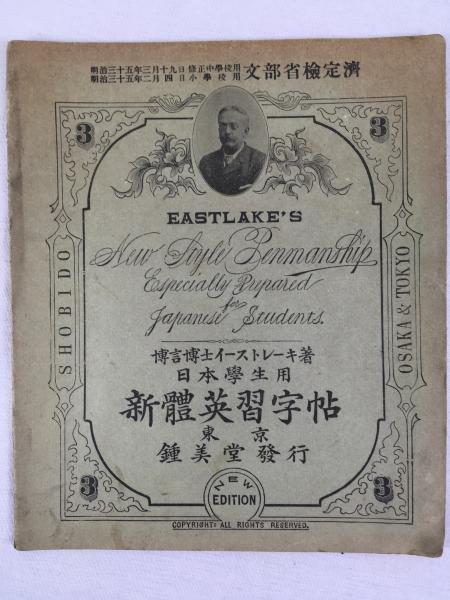 明治三十五年三月十九日 修正中學校用
明治三十五年二月四日小學校用
文部省檢定濟
3
3
EASTLAKE'S
New Style Penmanship
Especially Prepared
for
Japanese Students.
SHOBIDO
OSAKA & TOKYO
博言博士イーストレーキ著
日本學生用
新體英習字帖
東京
鍾美堂發行
3
3
NEW
EDITION
COPYRIGHT: ALL RIGHTS RESERVED.